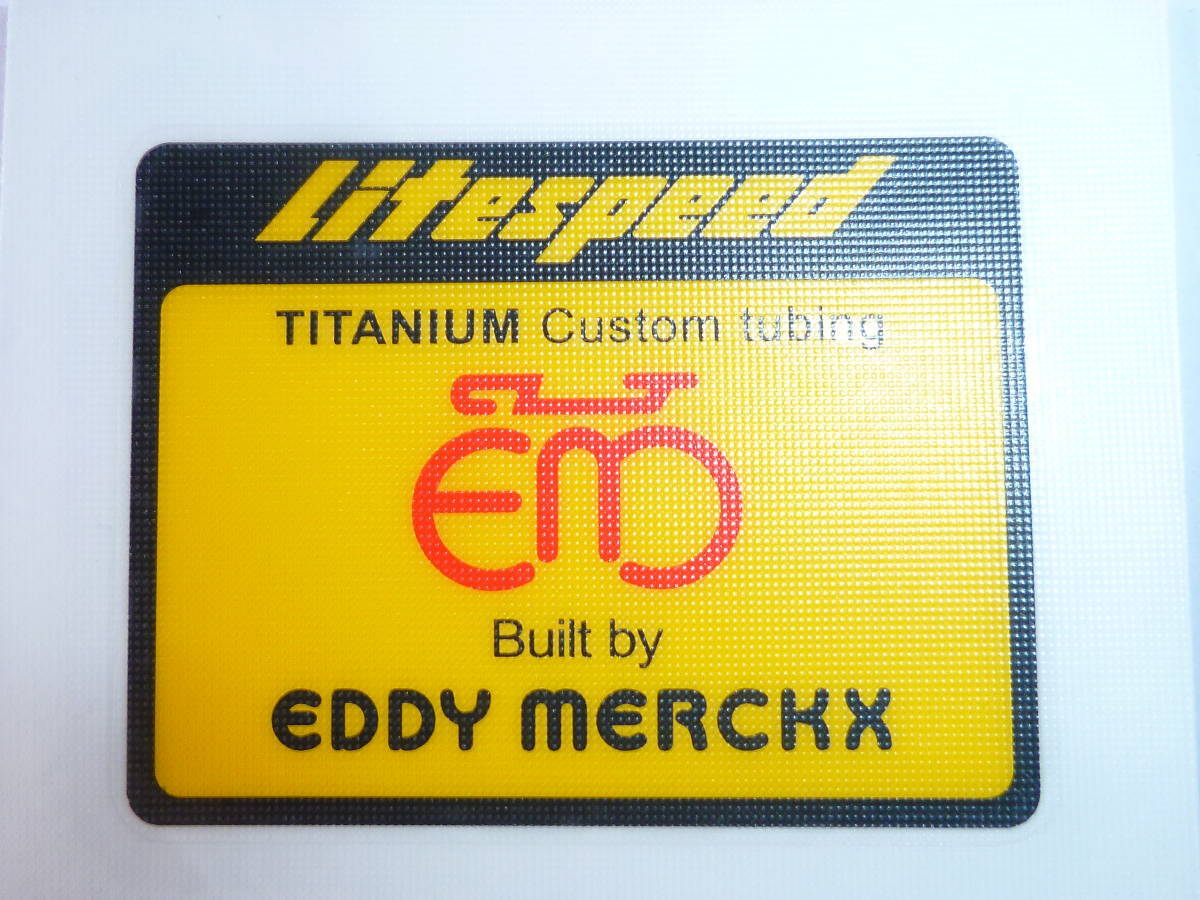 Litespeed
TITANIUM Custom tubing
EM
Built by
EDDY MERCKX